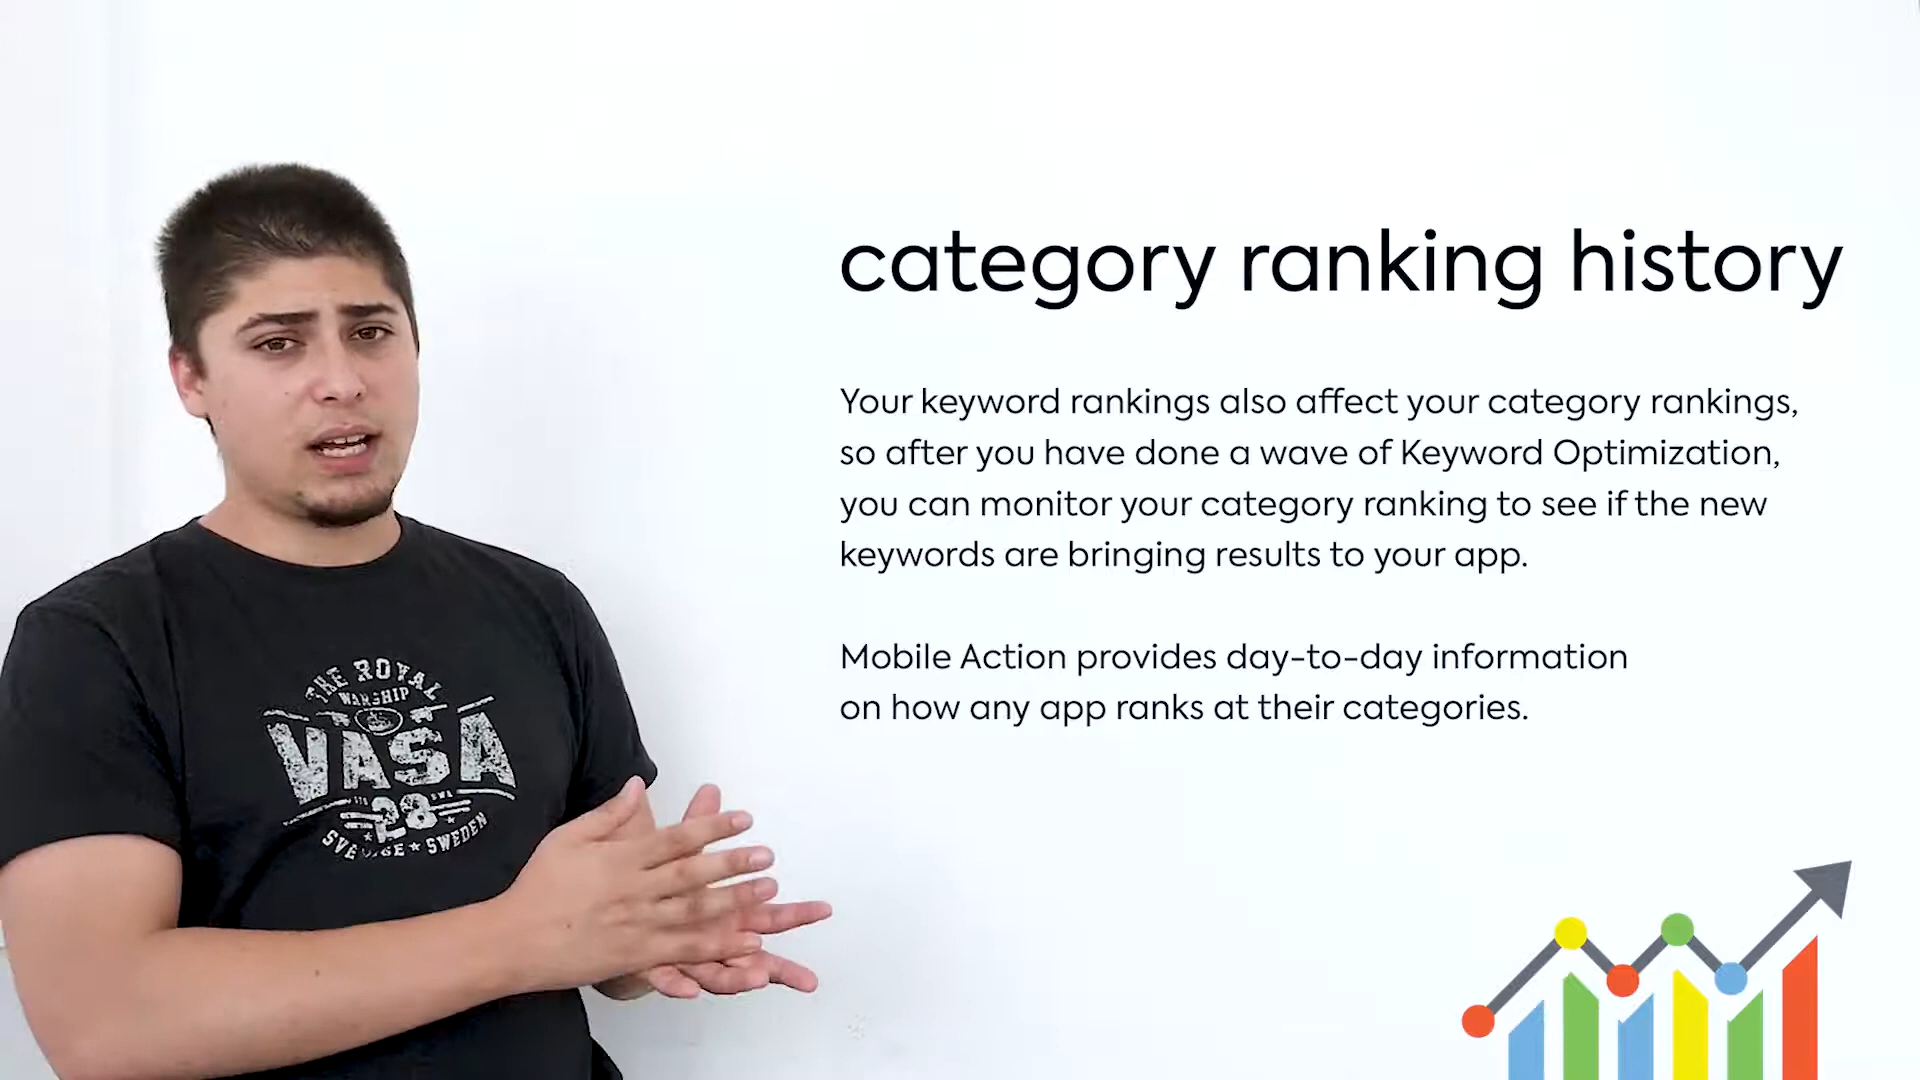 category ranking history
Your keyword rankings also affect your category rankings,
so after you have done a wave of Keyword Optimization,
you can monitor your category ranking to see if the new
keywords are bringing results to your app.
Mobile Action provides day-to-day information
on how any app ranks at their categories.
THE ROYAL
WARSHIP
VASA
28
★ SWEDEN